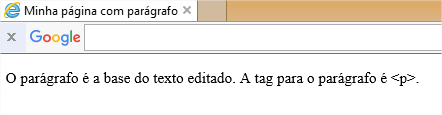 Minha página com parágrafo
Google
O parágrafo é a base do texto editado. A tag para o parágrafo é <p>.